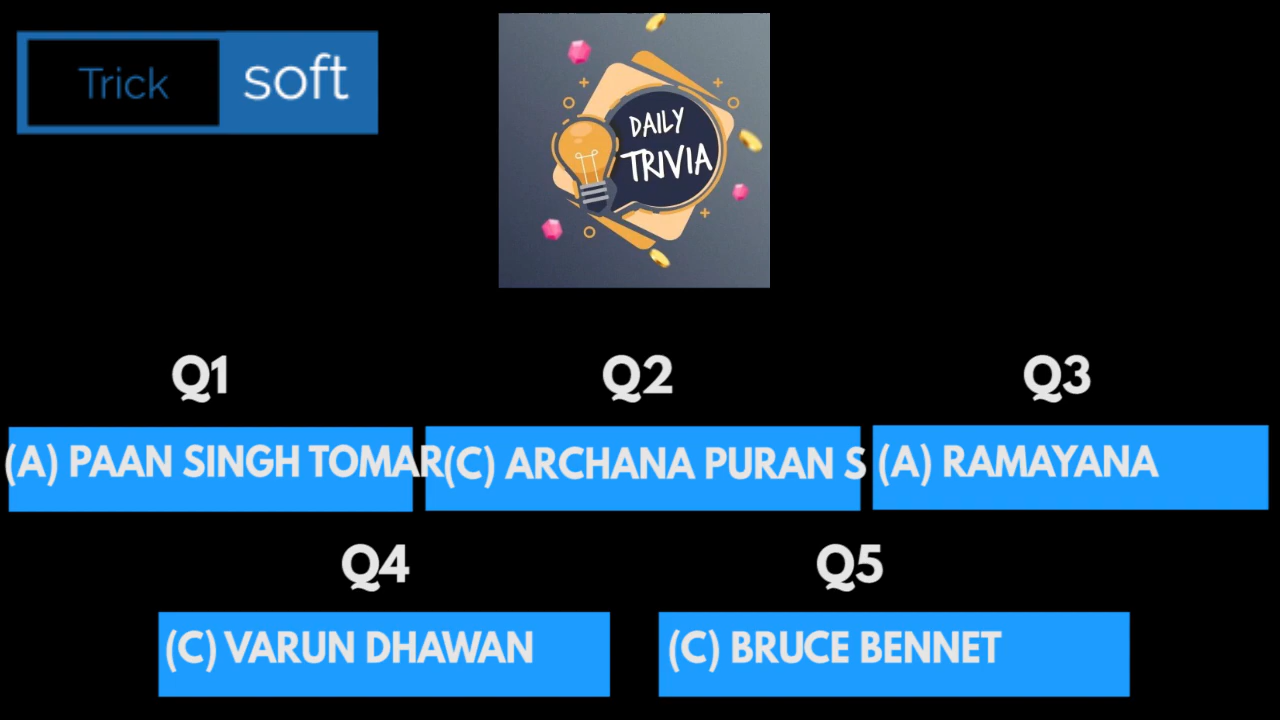 Trick soft
DAILY
TRIVIA
Q1 Q2 Q3
(A) PAAN SINGH TOMAR (C) ARCHANA PURAN S (A) RAMAYANA
Q4 Q5
(C) VARUN DHAWAN (C) BRUCE BENNET